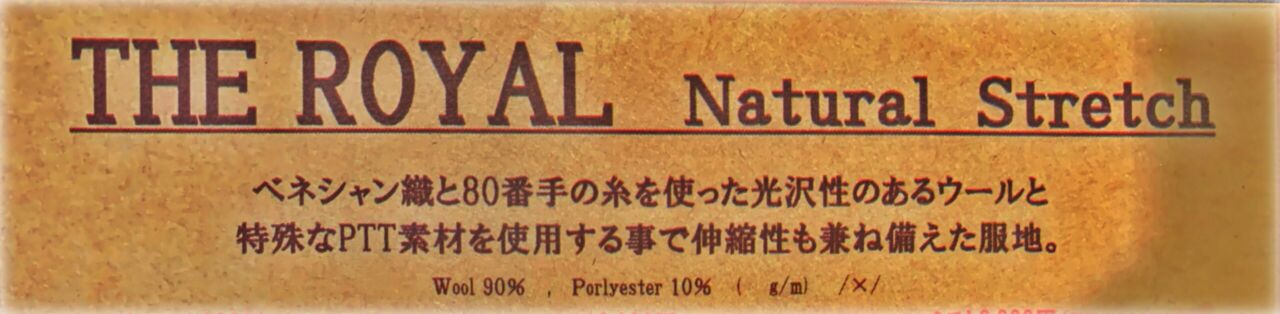 THE ROYAL Natural Stretch
ベネシャン織と80番手の糸を使った光沢性のあるウールと
特殊なPTT素材を使用する事で伸縮性も兼ね備えた服地。
Wool 90% , Porlyester 10% ( g/m) /×/